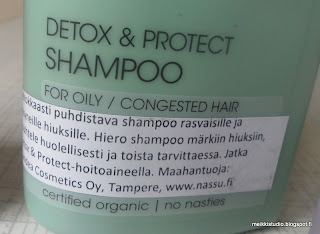 DETOX & PROTECT
SHAMPOO
FOR OILY / CONGESTED HAIR
puhdistava shampoo rasvaisille ja
hiuksille. Hiero shampoo märkiin hiuksiin,
huolellisesti ja toista tarvittaessa. Jatka
& Protect-hoitoaineella. Maahantuoja:
Cosmetics Oy, Tampere, www.nassu.fi
certified organic | no nasties
meikkistudio.blogspot.fi